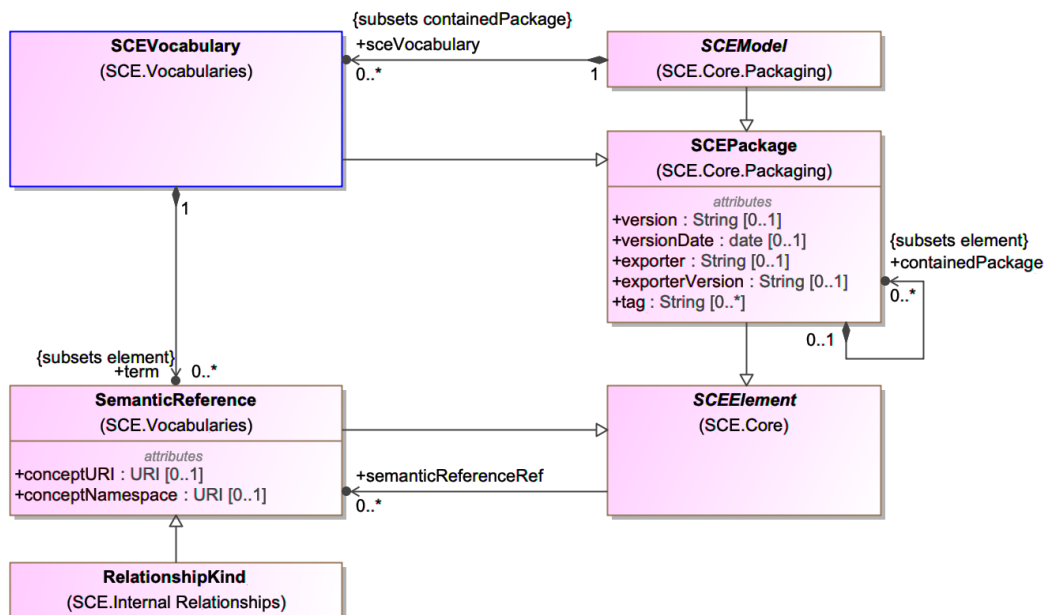 {subsets containedPackage}
+sceVocabulary
0..*
1
SCEVocabulary
(SCE.Vocabularies)
SCEModel
(SCE.Core.Packaging)
SCEPackage
(SCE.Core.Packaging)
attributes
+version : String [0..1]
+versionDate : date [0..1]
+exporter : String [0..1]
+exporterVersion : String [0..1]
+tag : String [0..*]
{subsets element}
+containedPackage
0..*
0..1
1
{subsets element}
+term
0..*
SemanticReference
(SCE.Vocabularies)
attributes
+conceptURI : URI [0..1]
+conceptNamespace : URI [0..1]
SCEElement
(SCE.Core)
+semanticReferenceRef
0..*
RelationshipKind
(SCE.Internal Relationships)